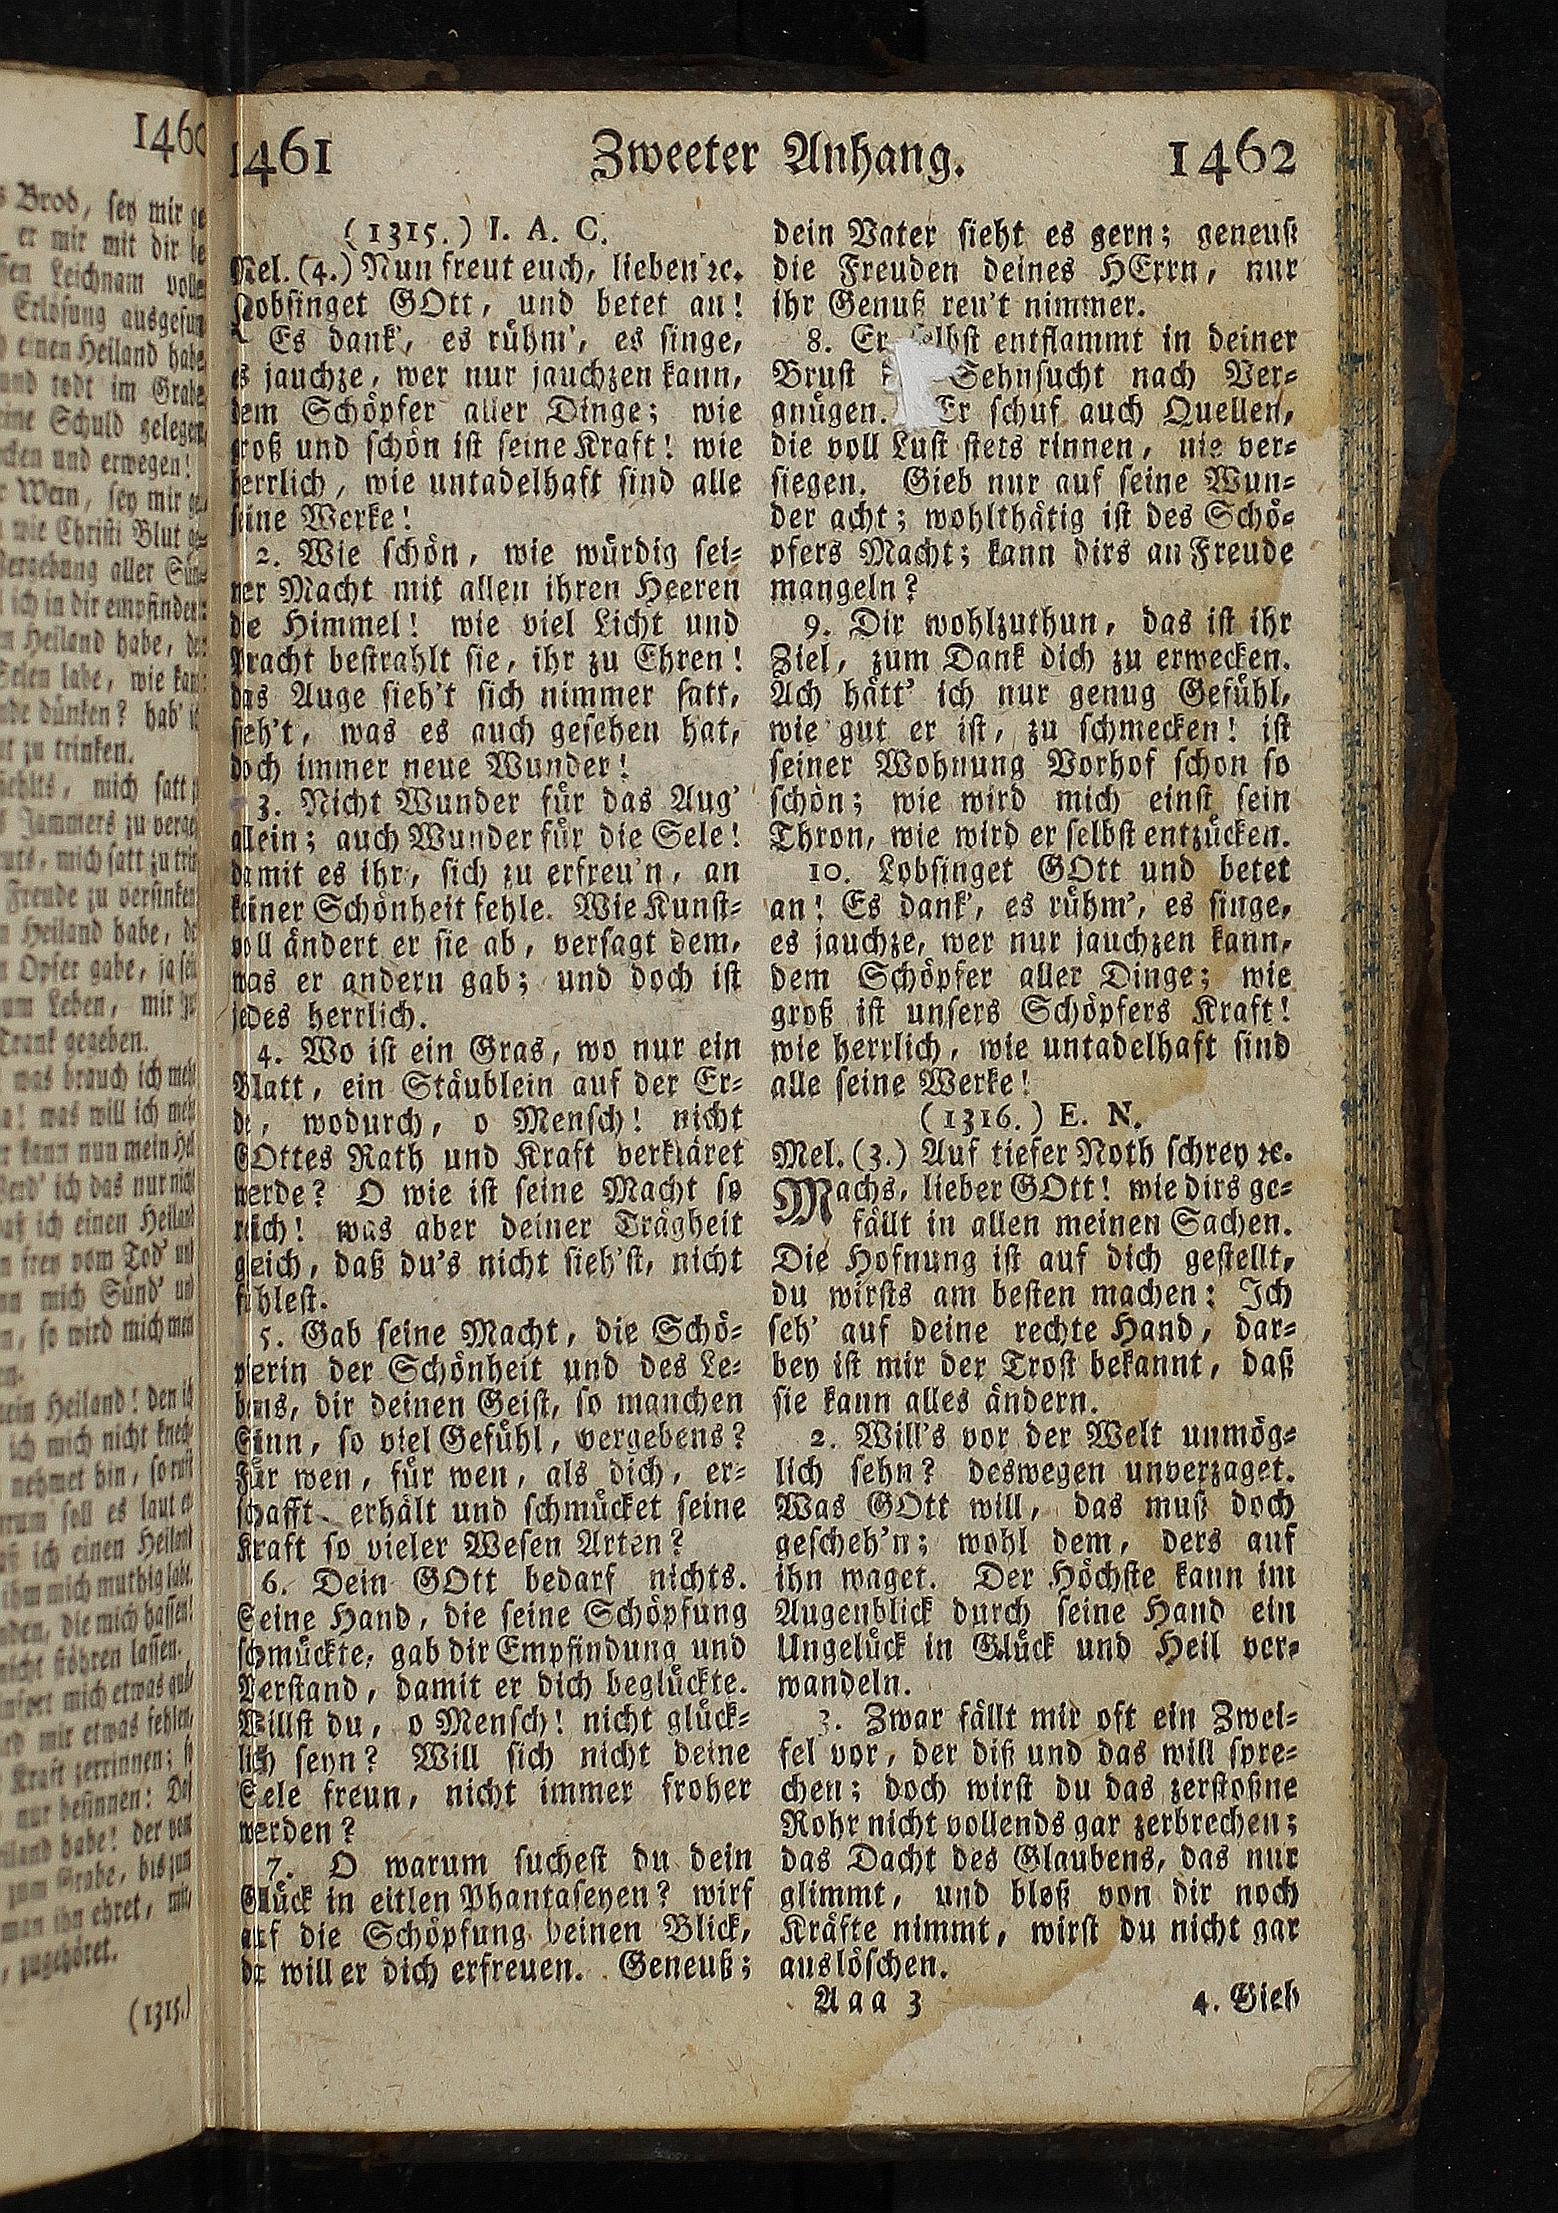 1461 Zweeter Anhang. 1462
(1315.) I. A. C.
Mel. (4.) Nun freut euch, lieben ꝛc.
Lobsinget GOtt, und betet an!
Es dank', es rühm', es singe,
es jauchze, wer nur jauchzen kann,
dem Schöpfer aller Dinge; wie
groß und schön ist seine Kraft! wie
herrlich, wie untadelhaft sind alle
seine Werke!
2. Wie schön, wie würdig sei-
ner Macht mit allen ihren Heeren
die Himmel! wie viel Licht und
Pracht bestrahlt sie, ihr zu Ehren!
das Auge sieh't sich nimmer satt,
seh't, was es auch gesehen hat,
doch immer neue Wunder!
3. Nicht Wunder für das Aug'
allein; auch Wunder für die Sele!
damit es ihr, sich zu erfreu'n, an
keiner Schönheit fehle. Wie Kunst-
voll ändert er sie ab, versagt dem,
was er andern gab; und doch ist
jedes herrlich.
4. Wo ist ein Gras, wo nur ein
Blatt, ein Stäublein auf der Er-
de, wodurch, o Mensch! nicht
GOttes Rath und Kraft verkläret
werde? O wie ist seine Macht so
reich! was aber deiner Trägheit
gleich, daß du's nicht sieh'st, nicht
fühlest.
5. Gab seine Macht, die Schö-
pferin der Schönheit und des Le-
bens, dir deinen Geist, so manchen
Sinn, so viel Gefühl, vergebens?
Für wen, für wen, als dich, er-
schafft, erhält und schmücket seine
Kraft so vieler Wesen Arten?
6. Dein GOtt bedarf nichts.
Seine Hand, die seine Schöpfung
schmückte, gab dir Empfindung und
Verstand, damit er dich beglückte.
Willst du, o Mensch! nicht glück-
lich seyn? Will sich nicht deine
Sele freun, nicht immer froher
werden?
7. O warum suchest du dein
Glück in eitlen Phantaseyen? wirf
auf die Schöpfung deinen Blick,
da will er dich erfreuen. Geneuß;
dein Vater sieht es gern; geneust
die Freuden deines HErrn, nur
ihr Genuß reu't nimmer.
8. Er selbst entflammt in deiner
Brust Sehnsucht nach Ver-
gnügen. Er schuf auch Quellen,
die voll Lust stets rinnen, nie ver-
siegen. Gieb nur auf seine Wun-
der acht; wohlthätig ist des Schö-
pfers Macht; kann dirs an Freude
mangeln?
9. Dir wohlzuthun, das ist ihr
Ziel, zum Dank dich zu erwecken.
Ach hätt' ich nur genug Gefühl,
wie gut er ist, zu schmecken! ist
seiner Wohnung Vorhof schon so
schön; wie wird mich einst sein
Thron, wie wird er selbst entzücken.
10. Lobsinget GOtt und betet
an! Es dank', es rühm', es singe,
es jauchze, wer nur jauchzen kann,
dem Schöpfer aller Dinge; wie
groß ist unsers Schöpfers Kraft!
wie herrlich, wie untadelhaft sind
alle seine Werke!
(1316.) E. N.
Mel. (3.) Auf tiefer Noth schrey ꝛc.
Machs, lieber GOtt! wie dirs ge-
fällt in allen meinen Sachen.
Die Hofnung ist auf dich gestellt,
du wirsts am besten machen: Ich
seh' auf deine rechte Hand, dar-
bey ist mir der Trost bekannt, daß
sie kann alles ändern.
2. Will's vor der Welt unmög-
lich sehn? deswegen unverzaget.
Was GOtt will, das muß doch
gescheh'n; wohl dem, ders auf
ihn waget. Der Höchste kann im
Augenblick durch seine Hand ein
Ungelück in Glück und Heil ver-
wandeln.
3. Zwar fällt mir oft ein Zwei-
fel vor, der diß und das will spre-
chen; doch wirst du das zerstoßne
Rohr nicht vollends gar zerbrechen;
das Dacht des Glaubens, das nur
glimmt, und bloß von dir noch
Kräfte nimmt, wirst du nicht gar
auslöschen.
Aaa 3 4. Gieb